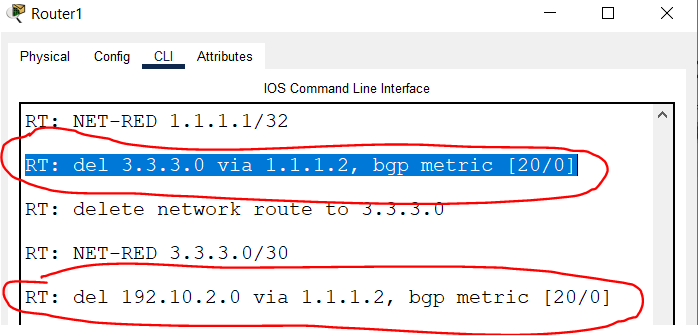 Router1
Physical Config CLI Attributes
IOS Command Line Interface
RT: NET-RED 1.1.1.1/32
RT: del 3.3.3.0 via 1.1.1.2, bgp metric [20/0]
RT: delete network route to 3.3.3.0
RT: NET-RED 3.3.3.0/30
RT: del 192.10.2.0 via 1.1.1.2, bgp metric [20/0]